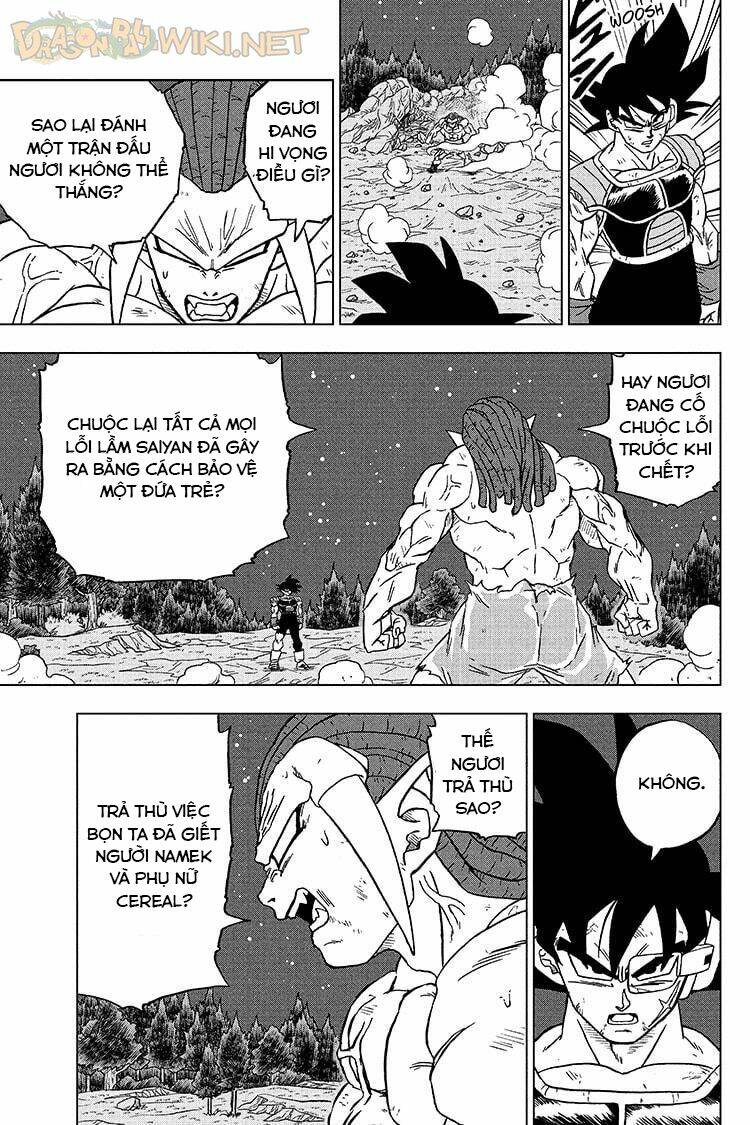 DRAGON BALL WIKI.NET
WOOSH
NGƯƠI
ĐANG
HI VỌNG
ĐIỀU GÌ?
SAO LẠI ĐÁNH
MỘT TRẬN ĐẤU
NGƯƠI KHÔNG THỂ
THẮNG?
HAY NGƯƠI
ĐANG CỐ
CHUỘC LỖI
TRƯỚC KHI
CHẾT?
CHUỘC LẠI TẤT CẢ MỌI
LỖI LẦM SAIYAN ĐÃ GÂY
RA BẰNG CÁCH BẢO VỆ
MỘT ĐỨA TRẺ?
KHÔNG.
THẾ
NGƯƠI
TRẢ THÙ
SAO?
TRẢ THÙ VIỆC
BỌN TA ĐÃ GIẾT
NGƯỜI NAMEK
VÀ PHỤ NỮ
CEREAL?